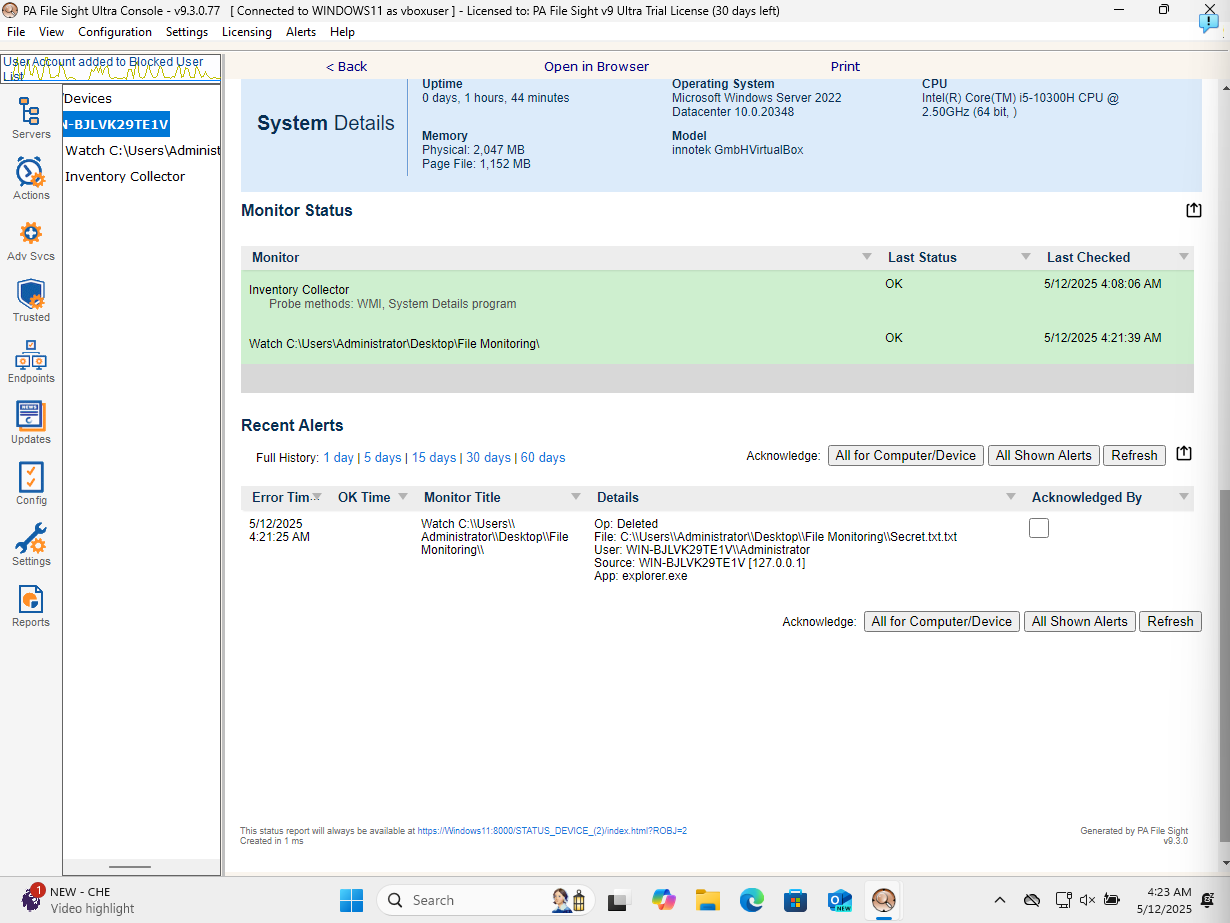 PA File Sight Ultra Console - v9.3.0.77 [ Connected to WINDOWS11 as vboxuser ] - Licensed to: PA File Sight v9 Ultra Trial License (30 days left)
File View Configuration Settings Licensing Alerts Help
User Account added to Blocked User
List
< Back Open in Browser Print
Servers
Actions
Adv Svcs
Trusted
Endpoints
Updates
Config
Settings
Reports
Devices
N-BJLVK29TE1V
Watch C:\Users\Administ
Inventory Collector
System Details
Uptime
0 days, 1 hours, 44 minutes
Memory
Physical: 2,047 MB
Page File: 1,152 MB
Operating System
Microsoft Windows Server 2022
Datacenter 10.0.20348
Model
innotek GmbHVirtualBox
CPU
Intel(R) Core(TM) i5-10300H CPU @
2.50GHz (64 bit, )
Monitor Status
Monitor Last Status Last Checked
Inventory Collector OK 5/12/2025 4:08:06 AM
Probe methods: WMI, System Details program
Watch C:\Users\Administrator\Desktop\File Monitoring\ OK 5/12/2025 4:21:39 AM
Recent Alerts
Full History: 1 day | 5 days | 15 days | 30 days | 60 days
Acknowledge: All for Computer/Device All Shown Alerts Refresh
Error Tim... OK Time Monitor Title Details Acknowledged By
5/12/2025
4:21:25 AM
Watch C:\\Users\\
Administrator\\Desktop\\File
Monitoring\\
Op: Deleted
File: C:\\Users\\Administrator\\Desktop\\File Monitoring\\Secret.txt.txt
User: WIN-BJLVK29TE1V\\Administrator
Source: WIN-BJLVK29TE1V [127.0.0.1]
App: explorer.exe
Acknowledge: All for Computer/Device All Shown Alerts Refresh
This status report will always be available at https://Windows11:8000/STATUS_DEVICE_(2)/index.html?ROBJ=2
Created in 1 ms
Generated by PA File Sight
v9.3.0
1
NEW - CHE
Video highlight
Search
NEW
4:23 AM
5/12/2025